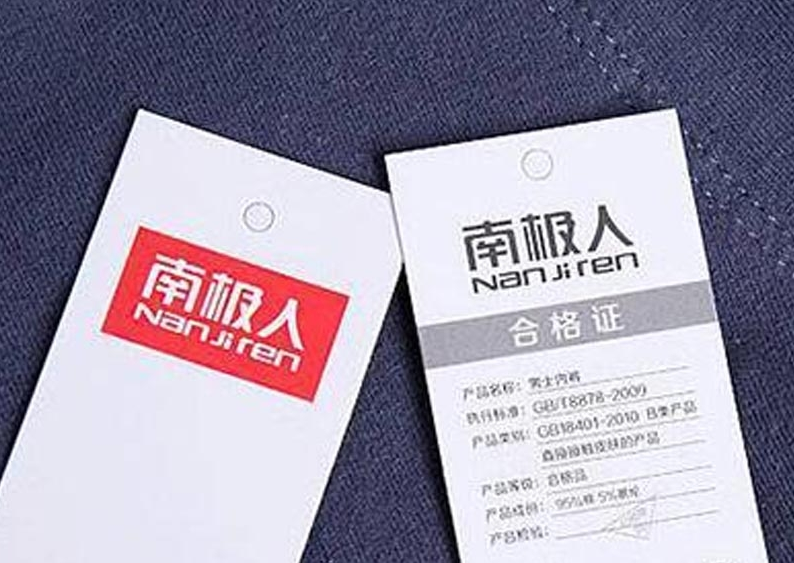 南极人
NanJiren
南极人
NanJiren
合格证
产品名称：男士内裤
执行标准：GB/T8878-2009
产品类别：GB18401-2010 B类产品
直接接触皮肤的产品
产品等级：合格品
产品成份：95%棉 5%氨纶
产品检验：